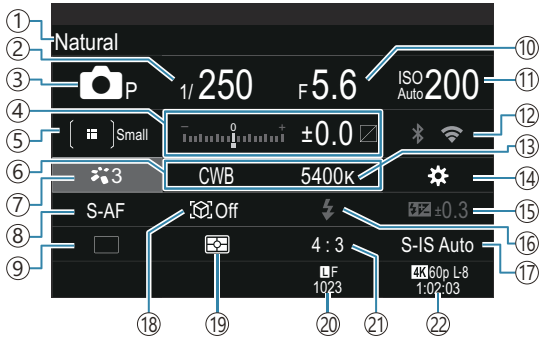 ① Natural
② 1/250 F5.6 ⑩
③ P ISO Auto 200 ⑪
④ − 0 + ±0.0 ⑫
⑤ [ ] Small ⑬
⑥ CWB 5400K
⑦ 3 ⑭
⑧ S-AF Off ±0.3 ⑮
⑨ 4:3 S-IS Auto ⑯
⑰
LF 4K 60p L-8
1023 1:02:03
⑱ ⑲ ⑳ ㉑ ㉒